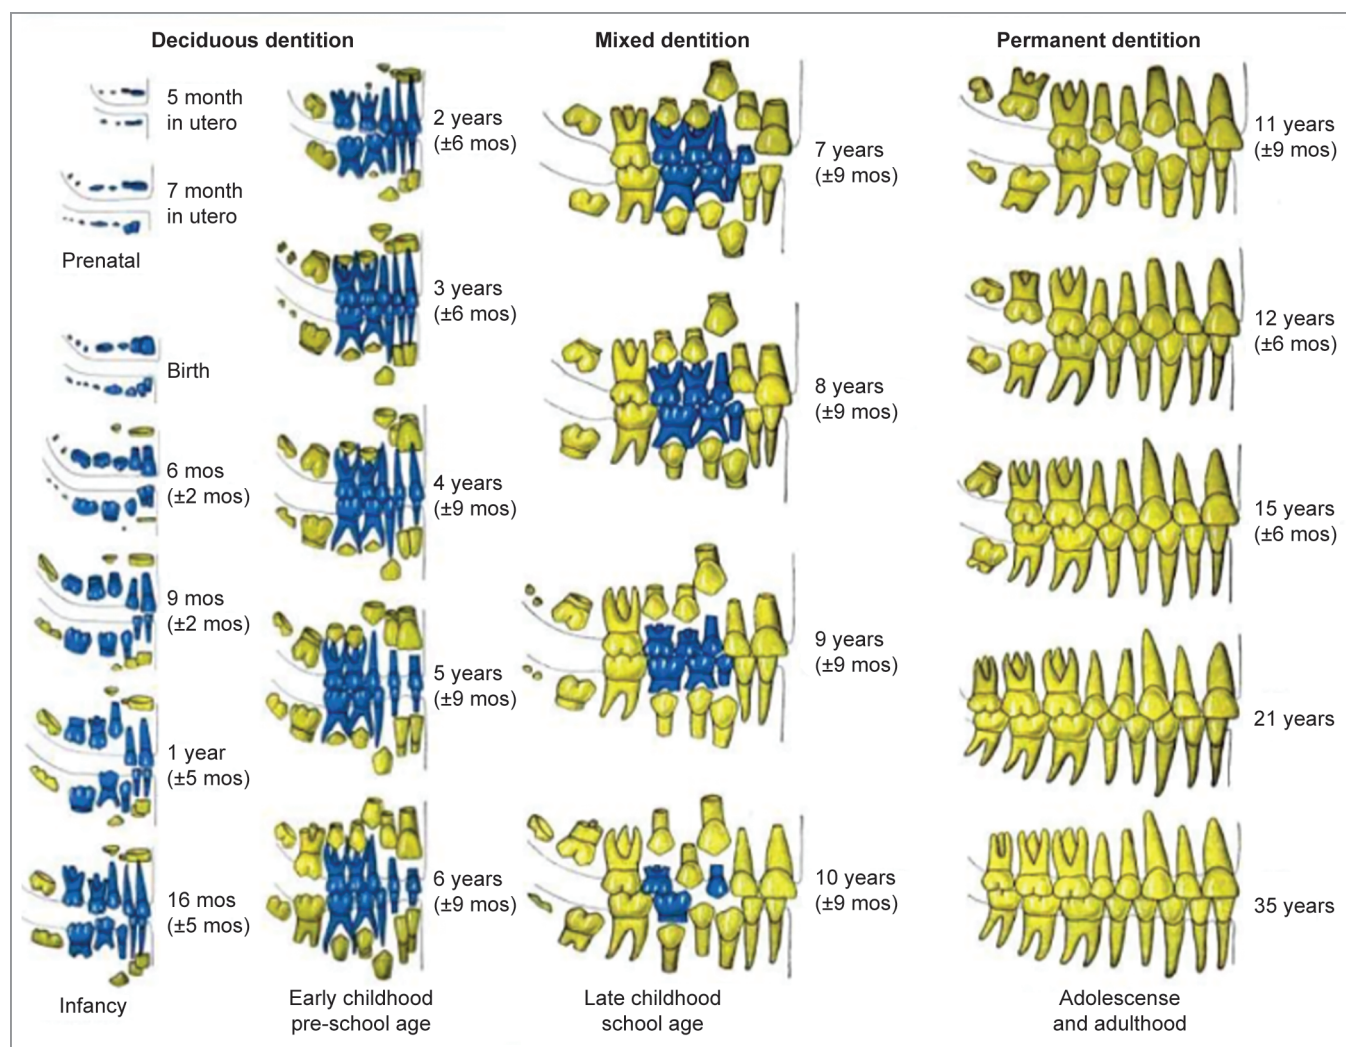 Deciduous dentition
5 month
in utero
7 month
in utero
Prenatal
Birth
6 mos
(±2 mos)
9 mos
(±2 mos)
1 year
(±5 mos)
16 mos
(±5 mos)
Infancy
2 years
(±6 mos)
3 years
(±6 mos)
4 years
(±9 mos)
5 years
(±9 mos)
6 years
(±9 mos)
Early childhood
pre-school age
Mixed dentition
7 years
(±9 mos)
8 years
(±9 mos)
9 years
(±9 mos)
10 years
(±9 mos)
Late childhood
school age
Permanent dentition
11 years
(±9 mos)
12 years
(±6 mos)
15 years
(±6 mos)
21 years
35 years
Adolescense
and adulthood